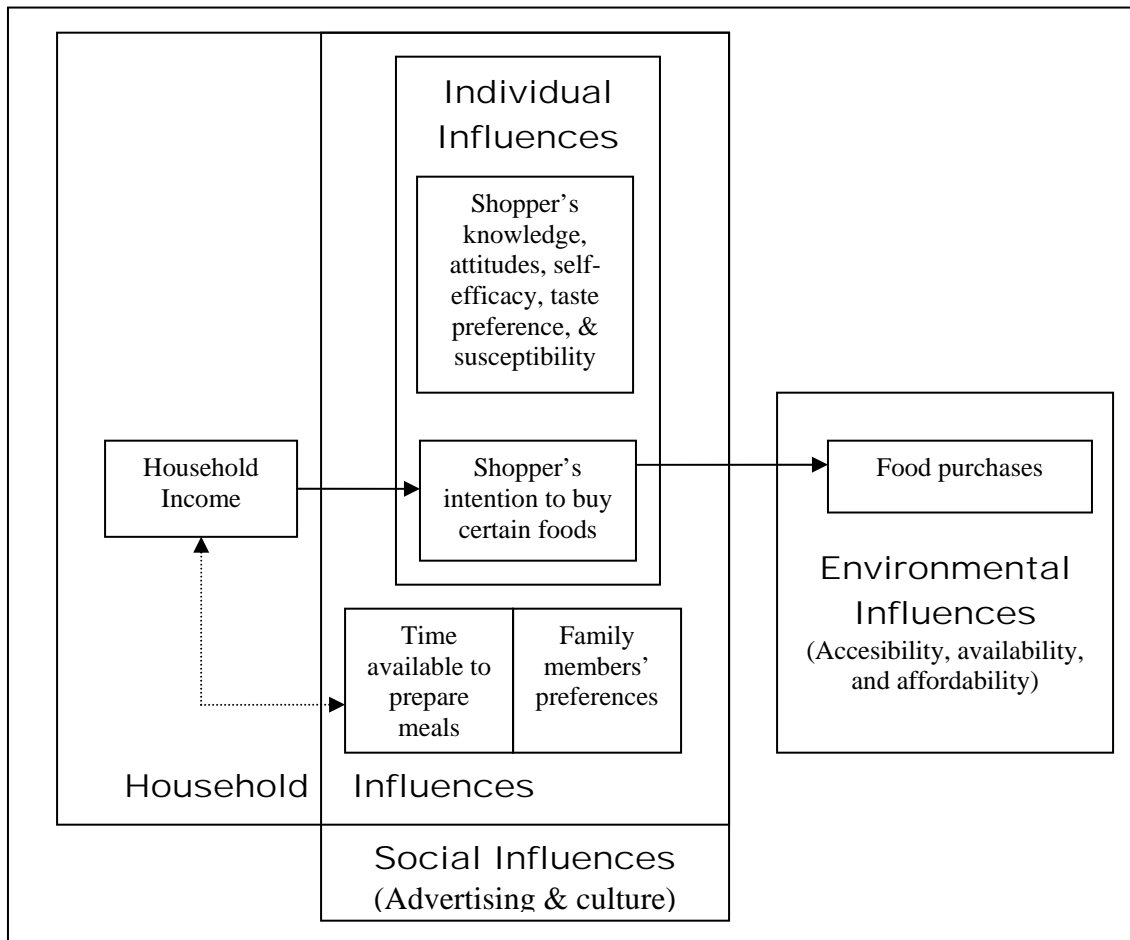 Individual
Influences
Shopper’s
knowledge,
attitudes, self-
efficacy, taste
preference, &
susceptibility
Household
Income
Shopper’s
intention to buy
certain foods
Food purchases
Environmental
Influences
(Accesibility, availability,
and affordability)
Time
available to
prepare
meals
Family
members’
preferences
Household Influences
Social Influences
(Advertising & culture)